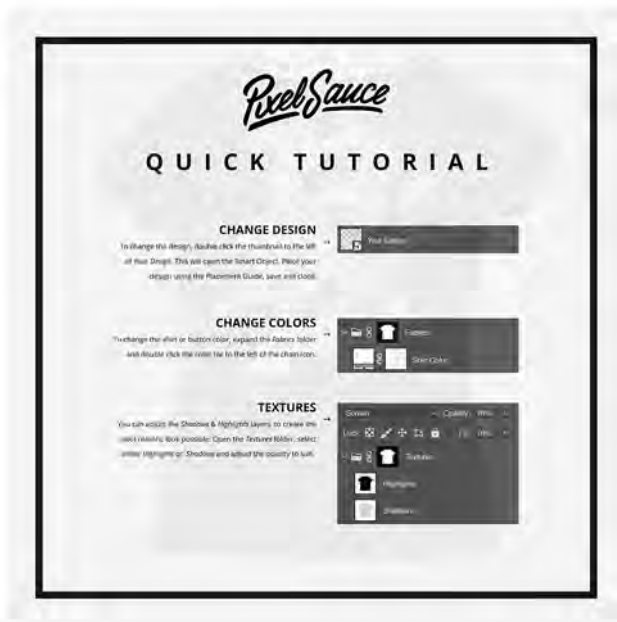 PixelSauce
QUICK TUTORIAL
CHANGE DESIGN
To change the design, double click the thumbnail to the left
of Your Design. This will open the Smart Object. Place your
design using the Placement Guide, save and close.
Your Design
CHANGE COLORS
To change the shirt or button color, expand the Fabrics folder
and double click the color tile to the left of the chain icon.
Shirt Color
TEXTURES
You can adjust the Shadows & Highlights layers to create the
most realistic look possible. Open the Textures folder, select
either Highlights or Shadows and adjust the opacity to suit.
Screen
Opacity:
Lock:
Textures
Highlights
Shadows